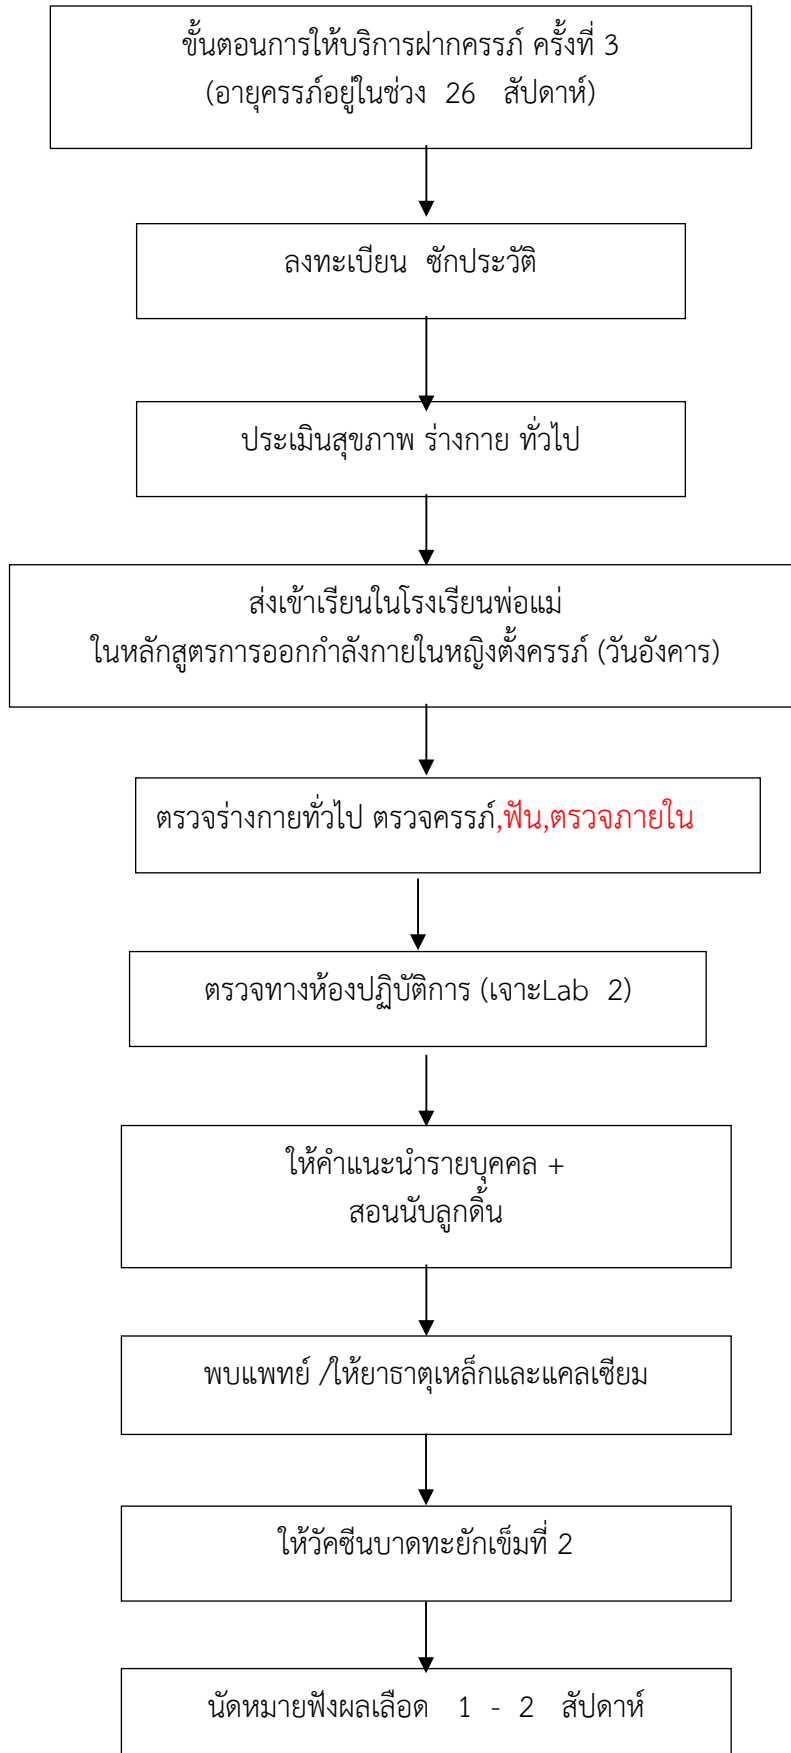 ขั้นตอนการให้บริการฝากครรภ์ ครั้งที่ 3
(อายุครรภ์อยู่ในช่วง 26 สัปดาห์)
ลงทะเบียน ซักประวัติ
ประเมินสุขภาพ ร่างกาย ทั่วไป
ส่งเข้าเรียนในโรงเรียนพ่อแม่
ในหลักสูตรการออกกำลังกายในหญิงตั้งครรภ์ (วันอังคาร)
ตรวจร่างกายทั่วไป ตรวจครรภ์,ฟัน,ตรวจภายใน
ตรวจทางห้องปฏิบัติการ (เจาะLab 2)
ให้คำแนะนำรายบุคคล +
สอนนับลูกดิ้น
พบแพทย์ /ให้ยาธาตุเหล็กและแคลเซียม
ให้วัคซีนบาดทะยักเข็มที่ 2
นัดหมายฟังผลเลือด 1 - 2 สัปดาห์